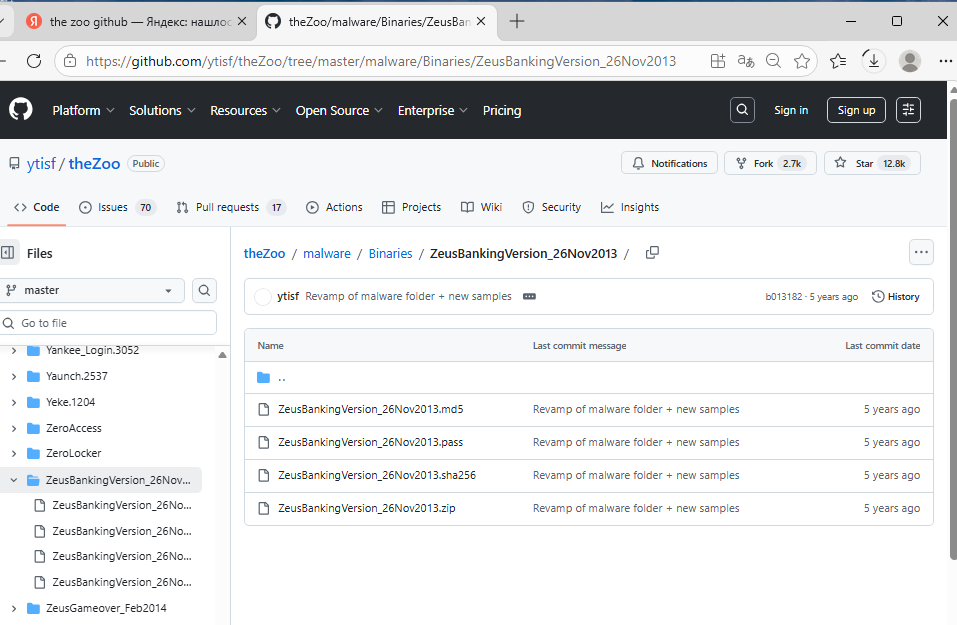 the zoo github — Яндекс: нашлос
theZoo/malware/Binaries/ZeusBan
https://github.com/ytisf/theZoo/tree/master/malware/Binaries/ZeusBankingVersion_26Nov2013
Platform Solutions Resources Open Source Enterprise Pricing Sign in Sign up
ytisf / theZoo Public Notifications Fork 2.7k Star 12.8k
Code Issues 70 Pull requests 17 Actions Projects Wiki Security Insights
Files
master
Go to file
Yankee_Login.3052
Yaunch.2537
Yeke.1204
ZeroAccess
ZeroLocker
ZeusBankingVersion_26Nov...
ZeusBankingVersion_26No...
ZeusBankingVersion_26No...
ZeusBankingVersion_26No...
ZeusBankingVersion_26No...
ZeusGameover_Feb2014
theZoo / malware / Binaries / ZeusBankingVersion_26Nov2013 /
ytisf Revamp of malware folder + new samples b013182 · 5 years ago History
Name Last commit message Last commit date
..
ZeusBankingVersion_26Nov2013.md5 Revamp of malware folder + new samples 5 years ago
ZeusBankingVersion_26Nov2013.pass Revamp of malware folder + new samples 5 years ago
ZeusBankingVersion_26Nov2013.sha256 Revamp of malware folder + new samples 5 years ago
ZeusBankingVersion_26Nov2013.zip Revamp of malware folder + new samples 5 years ago